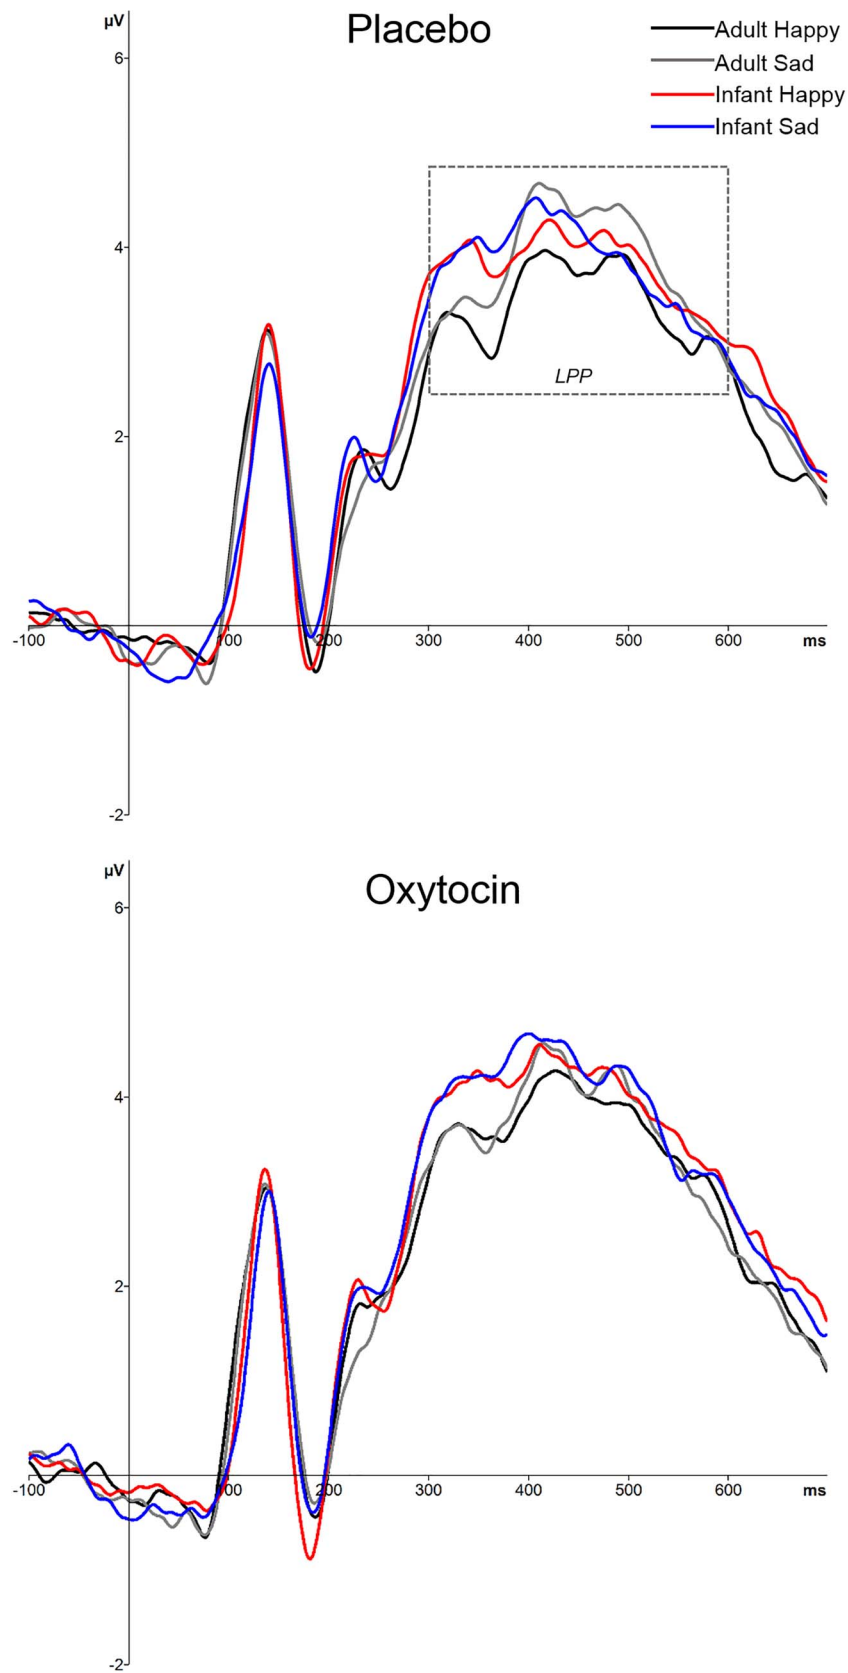 µV
Placebo
Adult Happy
Adult Sad
Infant Happy
Infant Sad
6
4
LPP
2
-100 100 200 300 400 500 600 ms
-2
µV
Oxytocin
6
4
2
-100 100 200 300 400 500 600 ms
-2